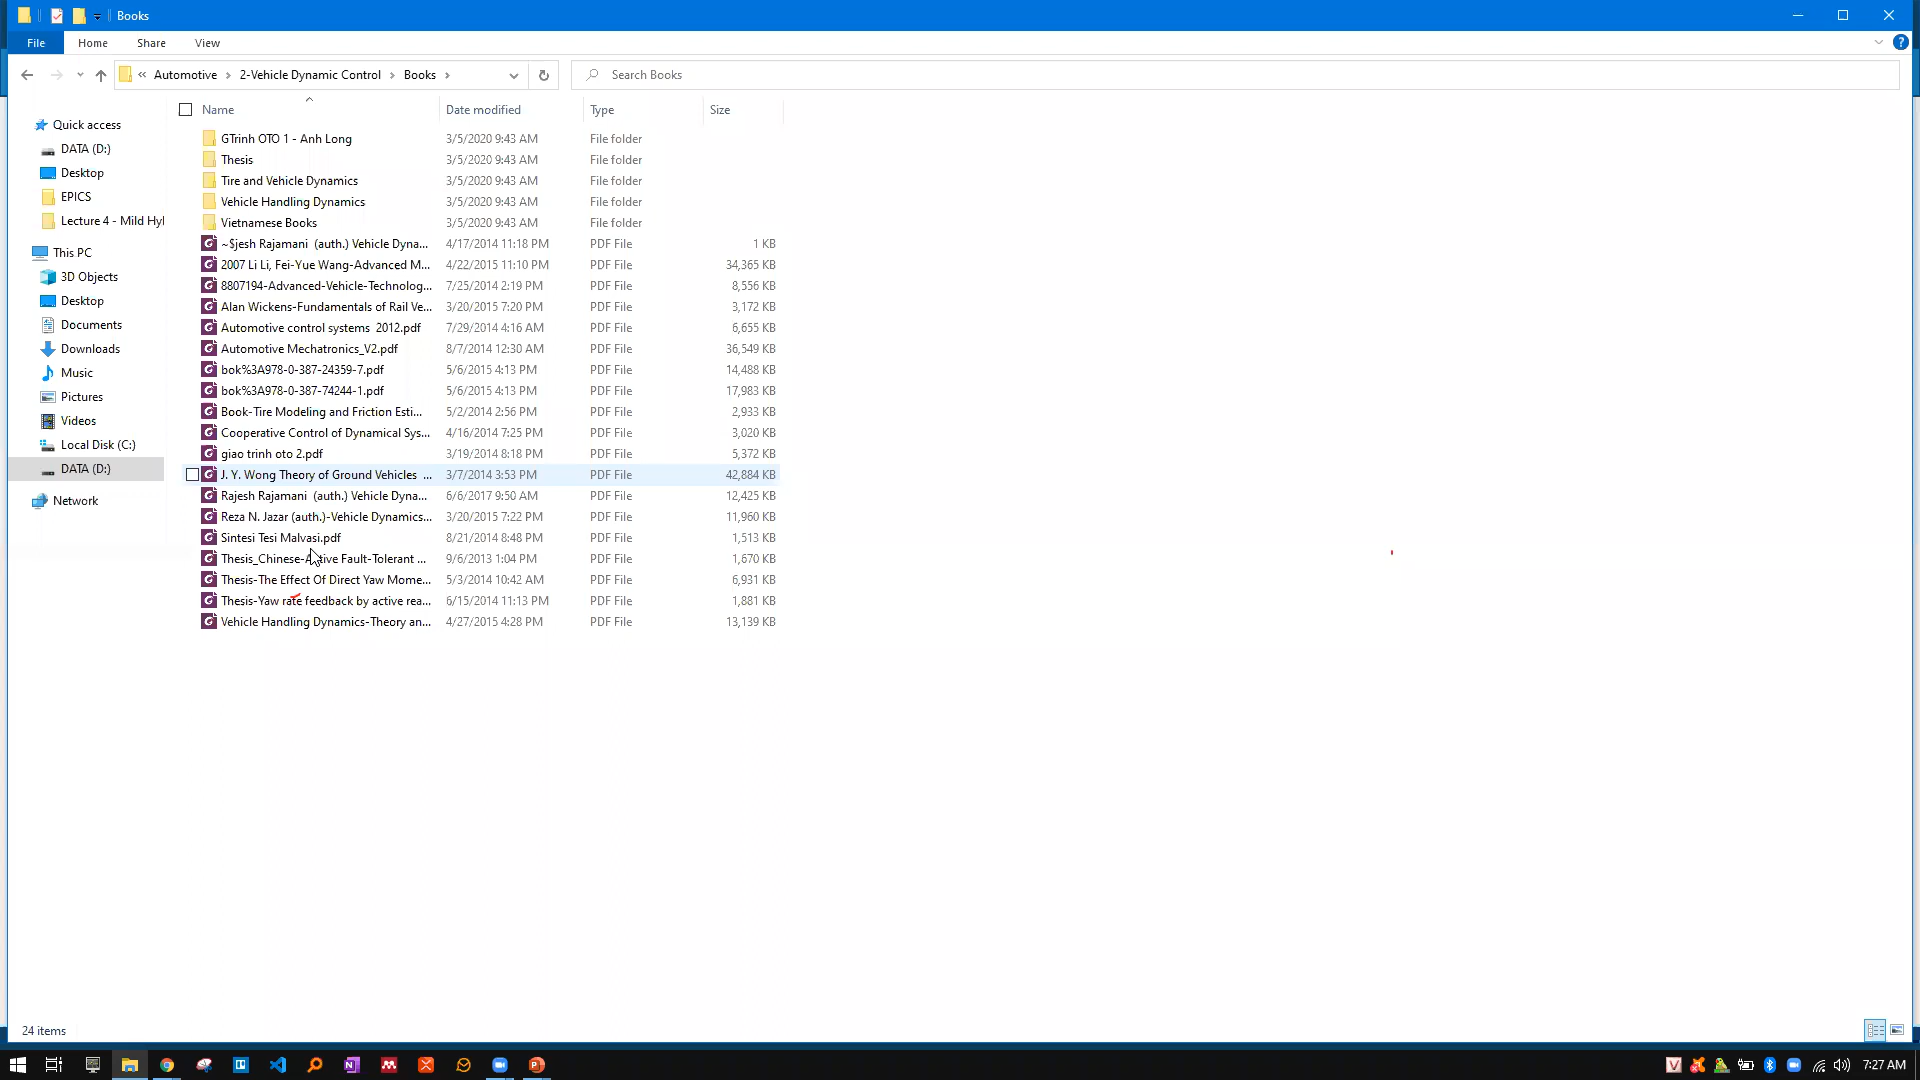 Books
File Home Share View
« Automotive > 2-Vehicle Dynamic Control > Books > Search Books
Name Date modified Type Size
Quick access
DATA (D:)
Desktop
EPICS
Lecture 4 - Mild Hyl
This PC
3D Objects
Desktop
Documents
Downloads
Music
Pictures
Videos
Local Disk (C:)
DATA (D:)
Network
GTrinh OTO 1 - Anh Long 3/5/2020 9:43 AM File folder
Thesis 3/5/2020 9:43 AM File folder
Tire and Vehicle Dynamics 3/5/2020 9:43 AM File folder
Vehicle Handling Dynamics 3/5/2020 9:43 AM File folder
Vietnamese Books 3/5/2020 9:43 AM File folder
~$jesh Rajamani (auth.) Vehicle Dyna... 4/17/2014 11:18 PM PDF File 1 KB
2007 Li Li, Fei-Yue Wang-Advanced M... 4/22/2015 11:10 PM PDF File 34,365 KB
8807194-Advanced-Vehicle-Technolog... 7/25/2014 2:19 PM PDF File 8,556 KB
Alan Wickens-Fundamentals of Rail Ve... 3/20/2015 7:20 PM PDF File 3,172 KB
Automotive control systems 2012.pdf 7/29/2014 4:16 AM PDF File 6,655 KB
Automotive Mechatronics_V2.pdf 8/7/2014 12:30 AM PDF File 36,549 KB
bok%3A978-0-387-24359-7.pdf 5/6/2015 4:13 PM PDF File 14,488 KB
bok%3A978-0-387-74244-1.pdf 5/6/2015 4:13 PM PDF File 17,983 KB
Book-Tire Modeling and Friction Esti... 5/2/2014 2:56 PM PDF File 2,933 KB
Cooperative Control of Dynamical Sys... 4/16/2014 7:25 PM PDF File 3,020 KB
giao trinh oto 2.pdf 3/19/2014 8:18 PM PDF File 5,372 KB
J. Y. Wong Theory of Ground Vehicles ... 3/7/2014 3:53 PM PDF File 42,884 KB
Rajesh Rajamani (auth.) Vehicle Dyna... 6/6/2017 9:50 AM PDF File 12,425 KB
Reza N. Jazar (auth.)-Vehicle Dynamics... 3/20/2015 7:22 PM PDF File 11,960 KB
Sintesi Tesi Malvasi.pdf 8/21/2014 8:48 PM PDF File 1,513 KB
Thesis_Chinese-Active Fault-Tolerant ... 9/6/2013 1:04 PM PDF File 1,670 KB
Thesis-The Effect Of Direct Yaw Mome... 5/3/2014 10:42 AM PDF File 6,931 KB
Thesis-Yaw rate feedback by active rea... 6/15/2014 11:13 PM PDF File 1,881 KB
Vehicle Handling Dynamics-Theory an... 4/27/2015 4:28 PM PDF File 13,139 KB
24 items
7:27 AM